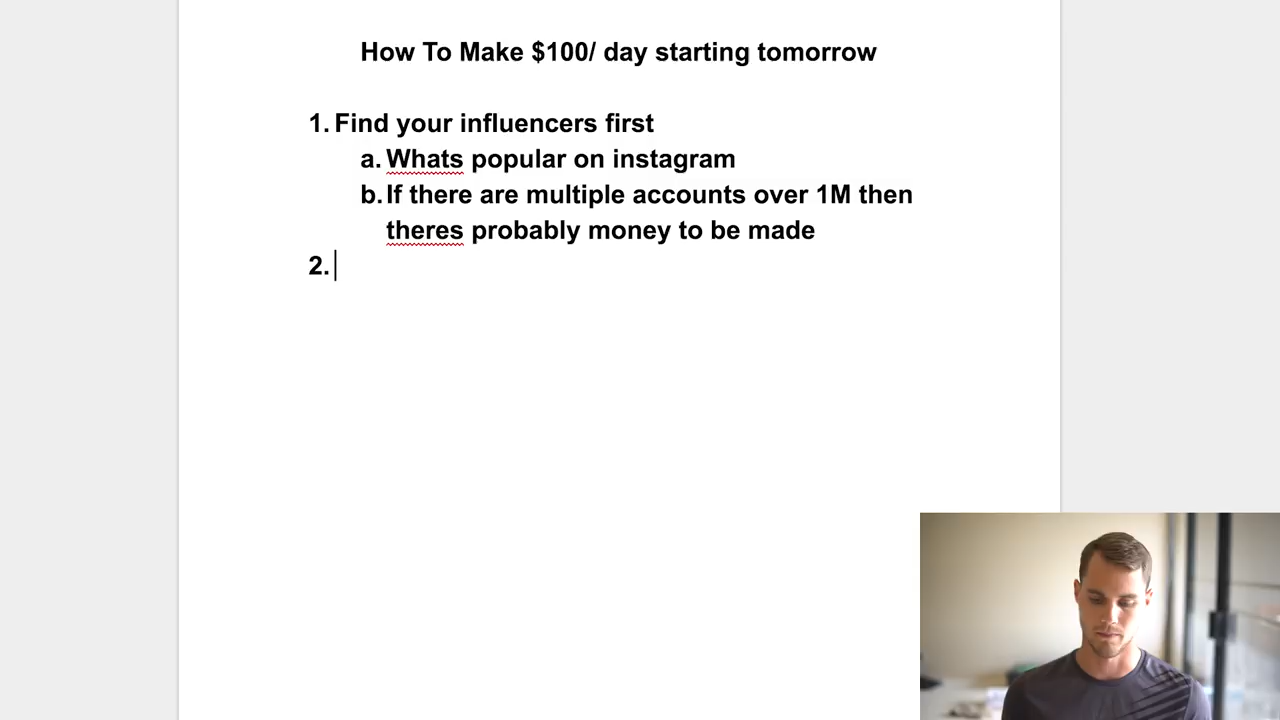 How To Make $100/ day starting tomorrow
1. Find your influencers first
a. Whats popular on instagram
b. If there are multiple accounts over 1M then
theres probably money to be made
2.